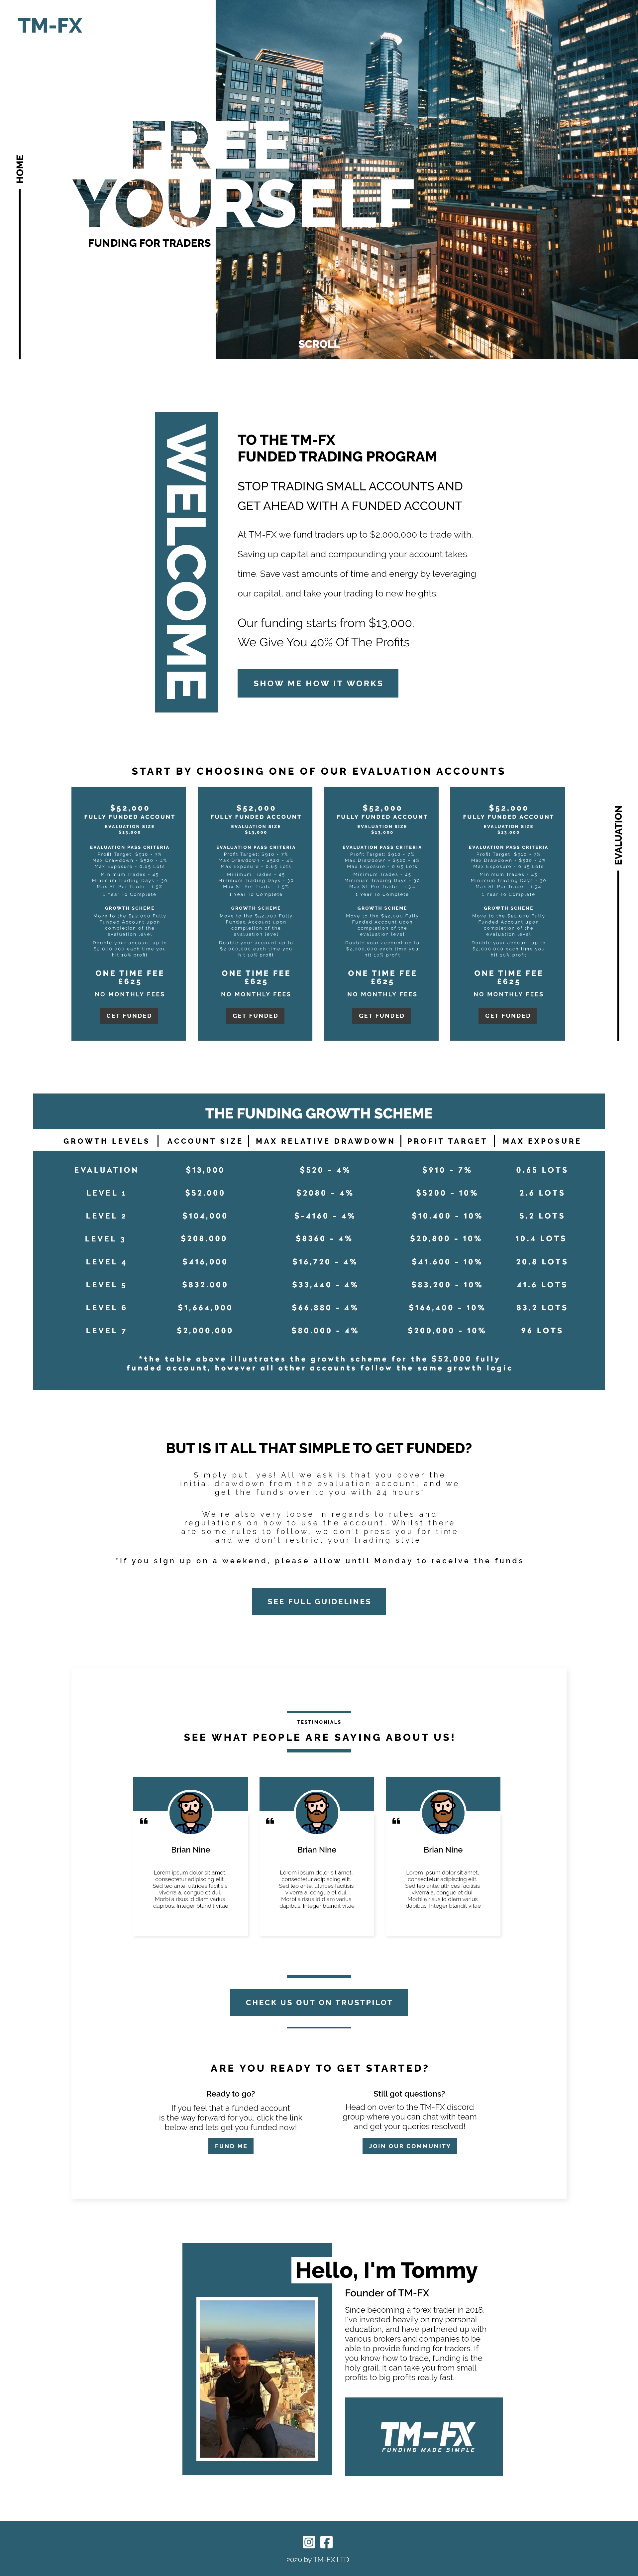 TM-FX
HOME
FREE
YOURSELF
FUNDING FOR TRADERS
SCROLL
WELCOME
TO THE TM-FX
FUNDED TRADING PROGRAM
STOP TRADING SMALL ACCOUNTS AND
GET AHEAD WITH A FUNDED ACCOUNT
At TM-FX we fund traders up to $2,000,000 to trade with.
Saving up capital and compounding your account takes
time. Save vast amounts of time and energy by leveraging
our capital, and take your trading to new heights.
Our funding starts from $13,000.
We Give You 40% Of The Profits
SHOW ME HOW IT WORKS
START BY CHOOSING ONE OF OUR EVALUATION ACCOUNTS
EVALUATION
$52,000
FULLY FUNDED ACCOUNT
EVALUATION SIZE
$13,000
EVALUATION PASS CRITERIA
Profit Target: $910 - 7%
Max Drawdown - $520 - 4%
Max Exposure - 0.65 Lots
Minimum Trades - 45
Minimum Trading Days - 30
Max SL Per Trade - 1.5%
1 Year To Complete
GROWTH SCHEME
Move to the $52,000 Fully
Funded Account upon
completion of the
evaluation level
Double your account up to
$2,000,000 each time you
hit 10% profit
ONE TIME FEE
£625
NO MONTHLY FEES
GET FUNDED
$52,000
FULLY FUNDED ACCOUNT
EVALUATION SIZE
$13,000
EVALUATION PASS CRITERIA
Profit Target: $910 - 7%
Max Drawdown - $520 - 4%
Max Exposure - 0.65 Lots
Minimum Trades - 45
Minimum Trading Days - 30
Max SL Per Trade - 1.5%
1 Year To Complete
GROWTH SCHEME
Move to the $52,000 Fully
Funded Account upon
completion of the
evaluation level
Double your account up to
$2,000,000 each time you
hit 10% profit
ONE TIME FEE
£625
NO MONTHLY FEES
GET FUNDED
$52,000
FULLY FUNDED ACCOUNT
EVALUATION SIZE
$13,000
EVALUATION PASS CRITERIA
Profit Target: $910 - 7%
Max Drawdown - $520 - 4%
Max Exposure - 0.65 Lots
Minimum Trades - 45
Minimum Trading Days - 30
Max SL Per Trade - 1.5%
1 Year To Complete
GROWTH SCHEME
Move to the $52,000 Fully
Funded Account upon
completion of the
evaluation level
Double your account up to
$2,000,000 each time you
hit 10% profit
ONE TIME FEE
£625
NO MONTHLY FEES
GET FUNDED
$52,000
FULLY FUNDED ACCOUNT
EVALUATION SIZE
$13,000
EVALUATION PASS CRITERIA
Profit Target: $910 - 7%
Max Drawdown - $520 - 4%
Max Exposure - 0.65 Lots
Minimum Trades - 45
Minimum Trading Days - 30
Max SL Per Trade - 1.5%
1 Year To Complete
GROWTH SCHEME
Move to the $52,000 Fully
Funded Account upon
completion of the
evaluation level
Double your account up to
$2,000,000 each time you
hit 10% profit
ONE TIME FEE
£625
NO MONTHLY FEES
GET FUNDED
THE FUNDING GROWTH SCHEME
GROWTH LEVELS | ACCOUNT SIZE | MAX RELATIVE DRAWDOWN | PROFIT TARGET | MAX EXPOSURE
EVALUATION $13,000 $520 - 4% $910 - 7% 0.65 LOTS
LEVEL 1 $52,000 $2080 - 4% $5200 - 10% 2.6 LOTS
LEVEL 2 $104,000 $-4160 - 4% $10,400 - 10% 5.2 LOTS
LEVEL 3 $208,000 $8360 - 4% $20,800 - 10% 10.4 LOTS
LEVEL 4 $416,000 $16,720 - 4% $41,600 - 10% 20.8 LOTS
LEVEL 5 $832,000 $33,440 - 4% $83,200 - 10% 41.6 LOTS
LEVEL 6 $1,664,000 $66,880 - 4% $166,400 - 10% 83.2 LOTS
LEVEL 7 $2,000,000 $80,000 - 4% $200,000 - 10% 96 LOTS
*the table above illustrates the growth scheme for the $52,000 fully
funded account, however all other accounts follow the same growth logic
BUT IS IT ALL THAT SIMPLE TO GET FUNDED?
Simply put, yes! All we ask is that you cover the
initial drawdown from the evaluation account, and we
get the funds over to you with 24 hours*
We're also very loose in regards to rules and
regulations on how to use the account. Whilst there
are some rules to follow, we don't press you for time
and we don't restrict your trading style.
*If you sign up on a weekend, please allow until Monday to receive the funds
SEE FULL GUIDELINES
TESTIMONIALS
SEE WHAT PEOPLE ARE SAYING ABOUT US!
“
Brian Nine
Lorem ipsum dolor sit amet,
consectetur adipiscing elit.
Sed leo ante, ultrices facilisis
viverra a, congue et dui.
Morbi a risus id diam varius
dapibus. Integer blandit vitae
“
Brian Nine
Lorem ipsum dolor sit amet,
consectetur adipiscing elit.
Sed leo ante, ultrices facilisis
viverra a, congue et dui.
Morbi a risus id diam varius
dapibus. Integer blandit vitae
“
Brian Nine
Lorem ipsum dolor sit amet,
consectetur adipiscing elit.
Sed leo ante, ultrices facilisis
viverra a, congue et dui.
Morbi a risus id diam varius
dapibus. Integer blandit vitae
CHECK US OUT ON TRUSTPILOT
ARE YOU READY TO GET STARTED?
Ready to go?
If you feel that a funded account
is the way forward for you, click the link
below and lets get you funded now!
FUND ME
Still got questions?
Head on over to the TM-FX discord
group where you can chat with team
and get your queries resolved!
JOIN OUR COMMUNITY
Hello, I'm Tommy
Founder of TM-FX
Since becoming a forex trader in 2018,
I've invested heavily on my personal
education, and have partnered up with
various brokers and companies to be
able to provide funding for traders. If
you know how to trade, funding is the
holy grail. It can take you from small
profits to big profits really fast.
TM-FX
FUNDING MADE SIMPLE
2020 by TM-FX LTD